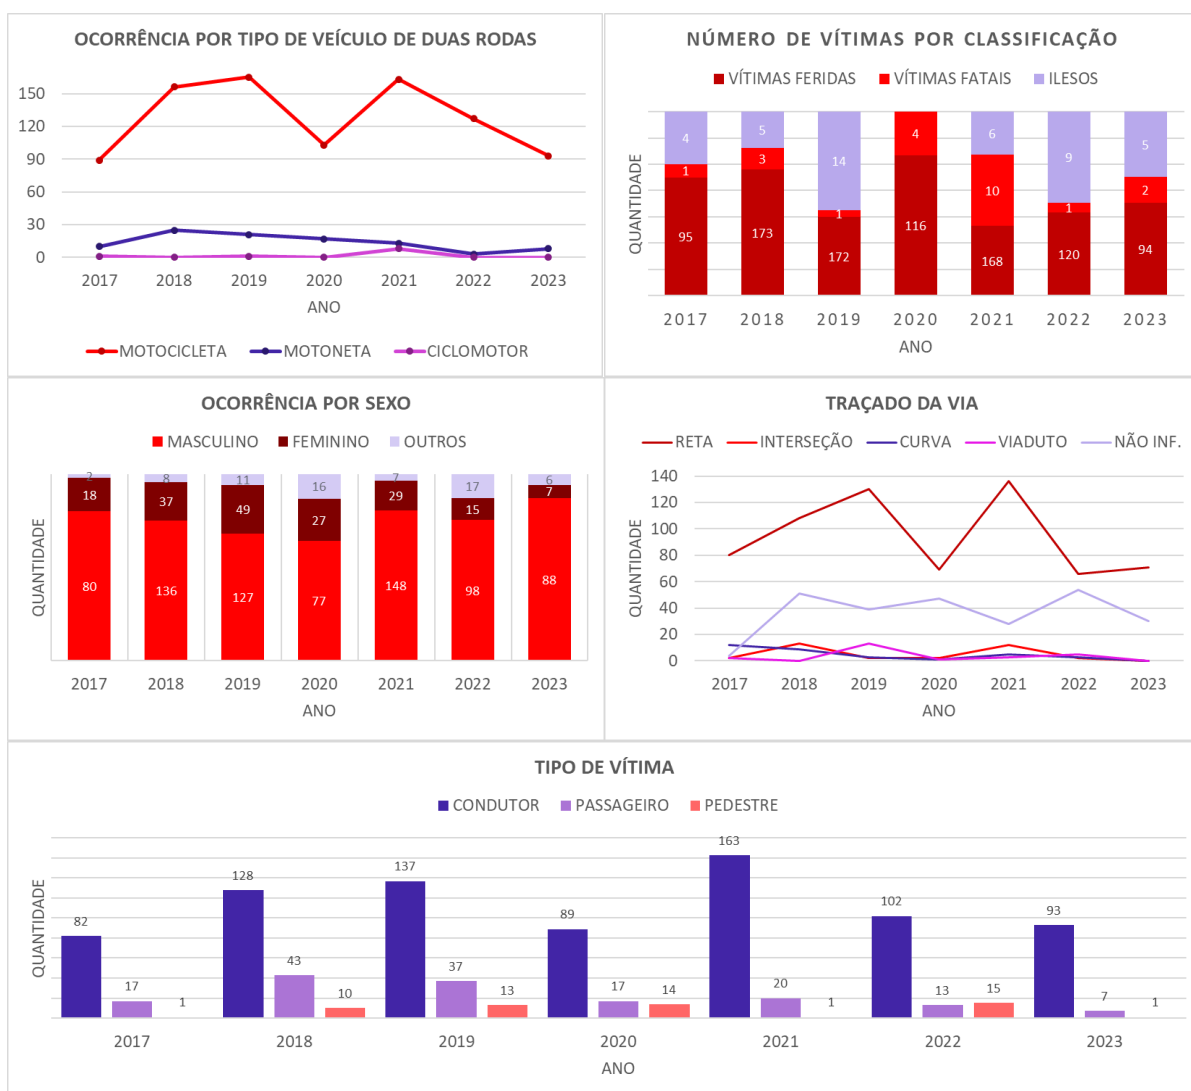 OCORRÊNCIA POR TIPO DE VEÍCULO DE DUAS RODAS
150
120
90
60
30
0
2017 2018 2019 2020 2021 2022 2023
ANO
MOTOCICLETA MOTONETA CICLOMOTOR
NÚMERO DE VÍTIMAS POR CLASSIFICAÇÃO
VÍTIMAS FERIDAS VÍTIMAS FATAIS ILESOS
QUANTIDADE
4 5 14 4 6 9 5
1 3 1 10 1 2
95 173 172 116 168 120 94
2017 2018 2019 2020 2021 2022 2023
ANO
OCORRÊNCIA POR SEXO
MASCULINO FEMININO OUTROS
QUANTIDADE
2 8 11 16 7 17 6
18 37 49 27 29 15 7
80 136 127 77 148 98 88
2017 2018 2019 2020 2021 2022 2023
ANO
TRAÇADO DA VIA
RETA INTERSEÇÃO CURVA VIADUTO NÃO INF.
QUANTIDADE
140
120
100
80
60
40
20
0
2017 2018 2019 2020 2021 2022 2023
ANO
TIPO DE VÍTIMA
CONDUTOR PASSAGEIRO PEDESTRE
QUANTIDADE
82 17 1 128 43 10 137 37 13 89 17 14 163 20 1 102 13 15 93 7 1
2017 2018 2019 2020 2021 2022 2023
ANO